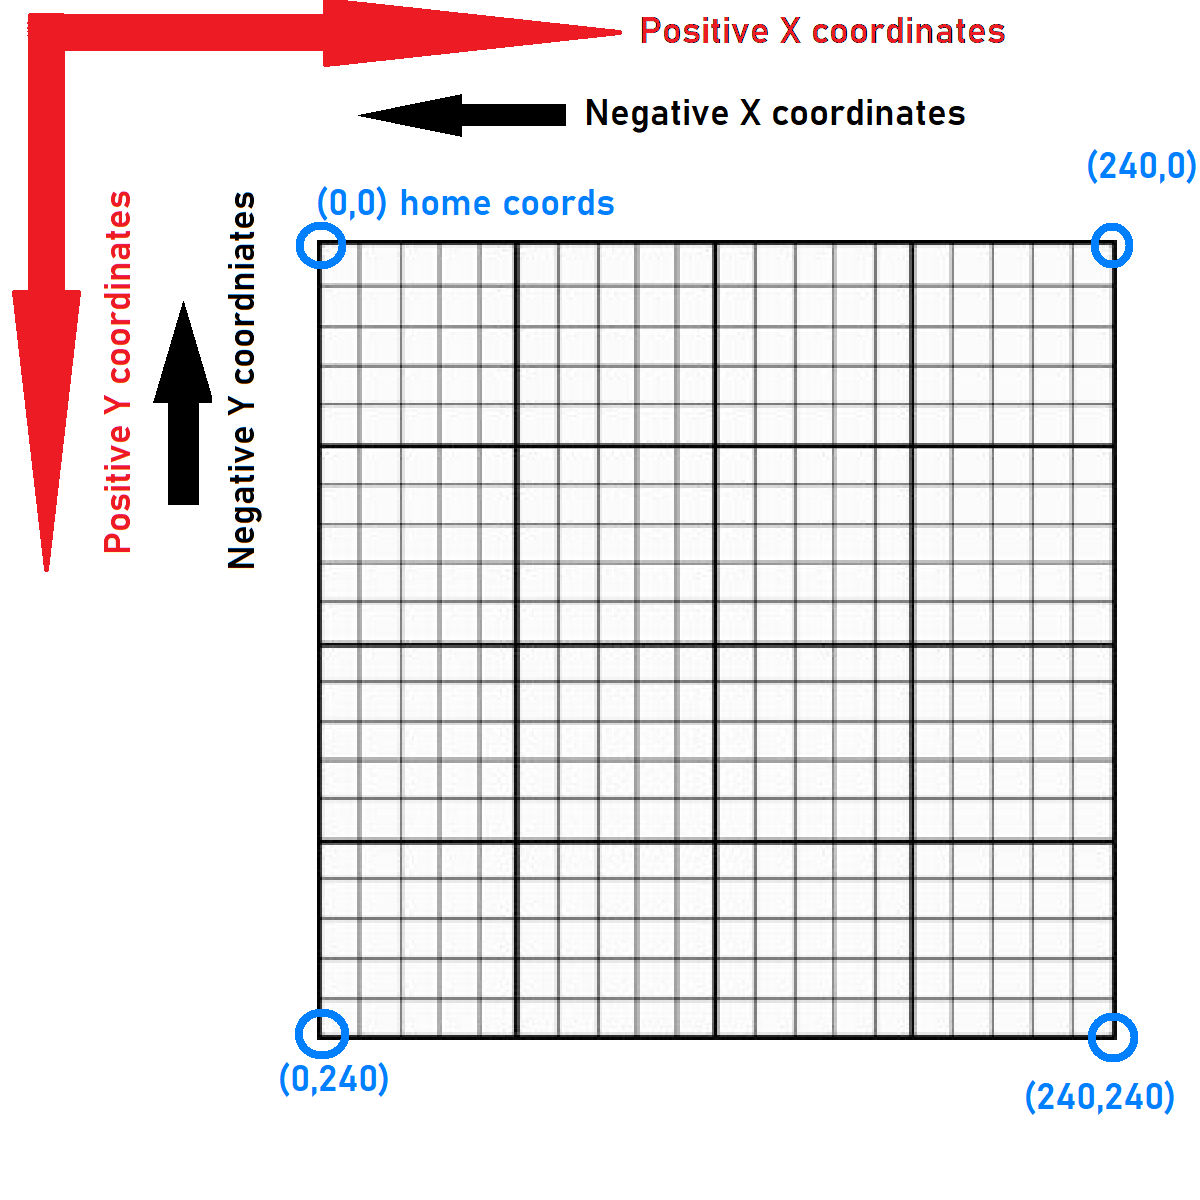 Positive X coordinates
Negative X coordinates
(240,0)
(0,0) home coords
Positive Y coordinates
Negative Y coordniates
(0,240)
(240,240)